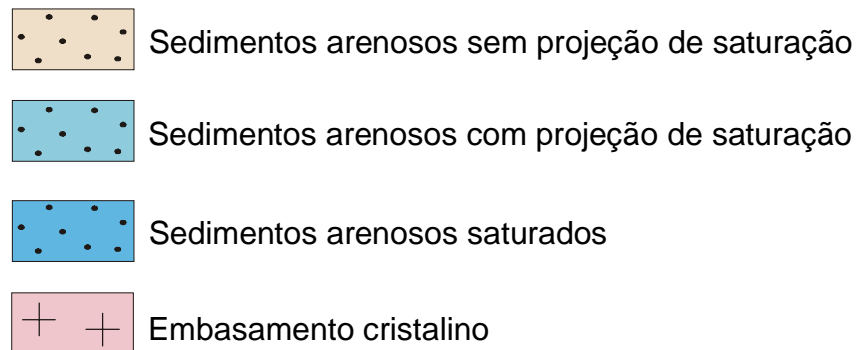 Sedimentos arenosos sem projeção de saturação
Sedimentos arenosos com projeção de saturação
Sedimentos arenosos saturados
Embasamento cristalino